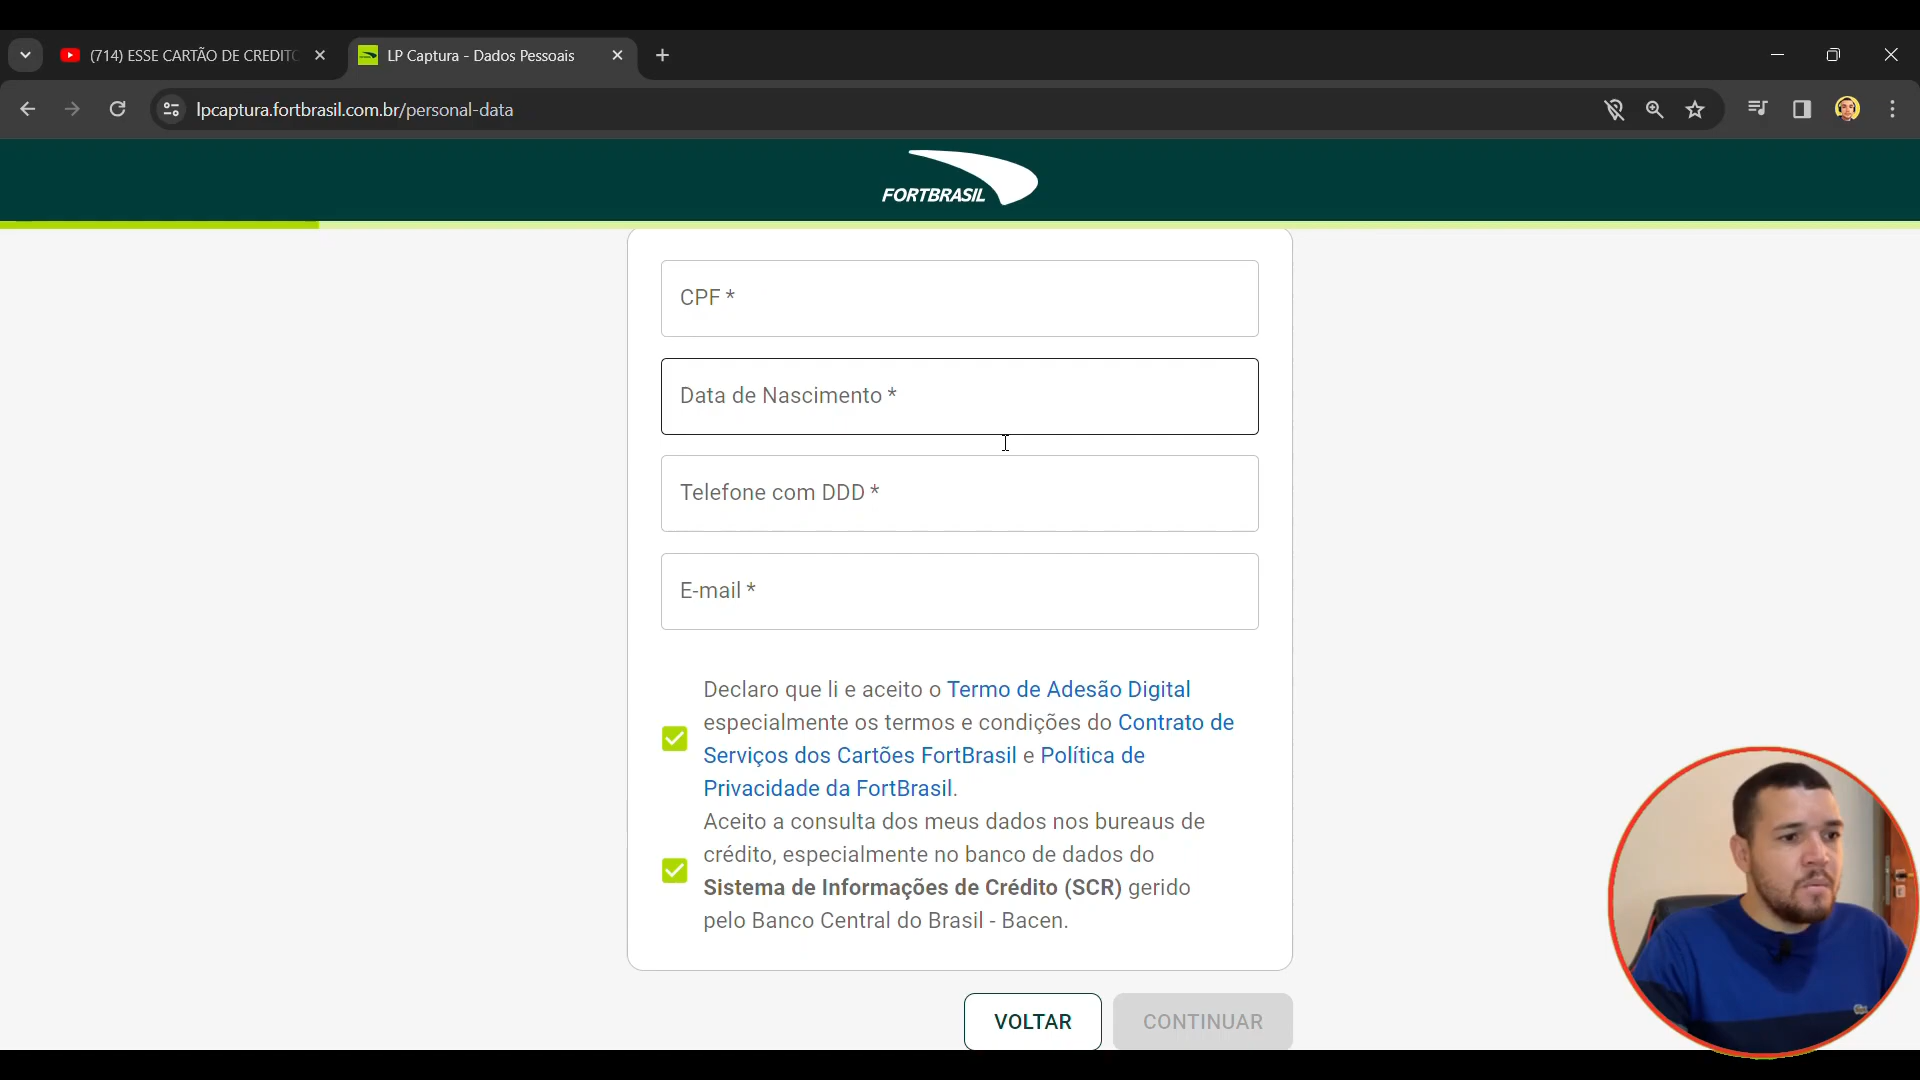 (714) ESSE CARTÃO DE CREDITO
LP Captura - Dados Pessoais
lpcaptura.fortbrasil.com.br/personal-data
FORTBRASIL
CPF *
Data de Nascimento *
Telefone com DDD *
E-mail *
Declaro que li e aceito o Termo de Adesão Digital
especialmente os termos e condições do Contrato de
Serviços dos Cartões FortBrasil e Política de
Privacidade da FortBrasil.
Aceito a consulta dos meus dados nos bureaus de
crédito, especialmente no banco de dados do
Sistema de Informações de Crédito (SCR) gerido
pelo Banco Central do Brasil - Bacen.
VOLTAR
CONTINUAR